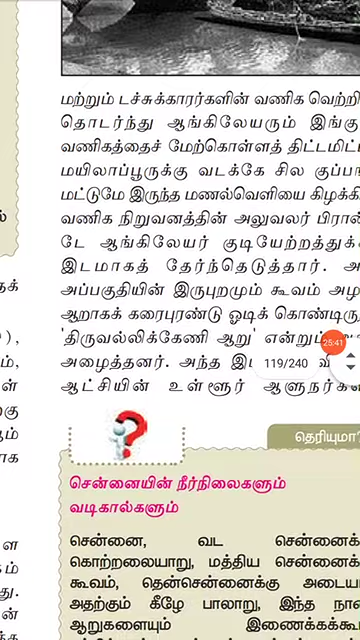 மற்றும் டச்சுக்காரர்களின் வணிக வெற்றி
தொடர்ந்து ஆங்கிலேயரும் இங்கு
வணிகத்தைச் மேற்கொள்ளத் திட்டமிட்
மயிலாப்பூருக்கு வடக்கே சில குப்பங்
மட்டுமே இருந்த மணல்வெளியை கிழக்கி
வணிக நிறுவனத்தின் அலுவலர் பிரான்
டே ஆங்கிலேயர் குடியேற்றத்துக்
இடமாகத் தேர்ந்தெடுத்தார். அ
அப்பகுதியின் இருபுறமும் கூவம் அழ
ஆறாகக் கரைபுரண்டு ஓடிக் கொண்டிரு
'திருவல்லிக்கேணி ஆறு' என்றும்
25:41
அழைத்தனர். அந்த
119/240
ஆட்சியின் உள்ளூர் ஆளுநர்க
தெரியுமா?
சென்னையின் நீர்நிலைகளும்
வடிகால்களும்
சென்னை, வட சென்னைக்
கொற்றலையாறு, மத்திய சென்னைக்
கூவம், தென்சென்னைக்கு அடையா
அதற்கும் கீழே பாலாறு, இந்த நா
ஆறுகளையும் இணைக்கக்கூ